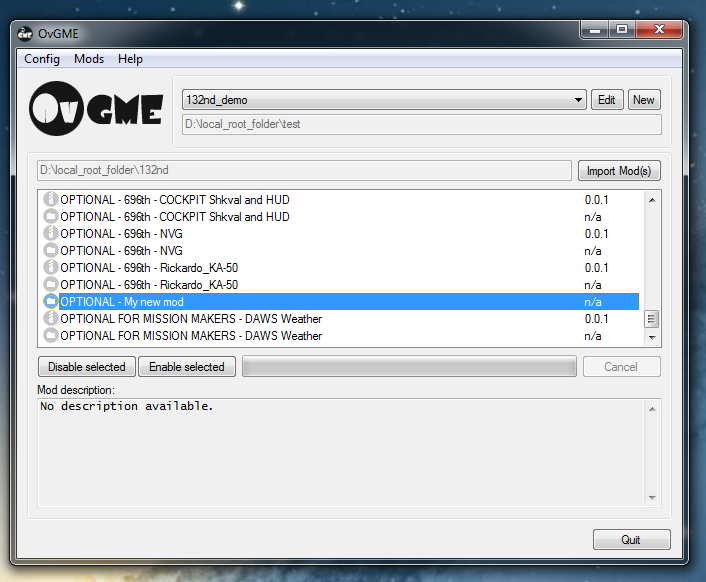 OvGME
Config Mods Help
OvGME
132nd_demo Edit New
D:\local_root_folder\test
D:\local_root_folder\132nd Import Mod(s)
OPTIONAL - 696th - COCKPIT Shkval and HUD 0.0.1
OPTIONAL - 696th - COCKPIT Shkval and HUD n/a
OPTIONAL - 696th - NVG 0.0.1
OPTIONAL - 696th - NVG n/a
OPTIONAL - 696th - Rickardo_KA-50 0.0.1
OPTIONAL - 696th - Rickardo_KA-50 n/a
OPTIONAL - My new mod n/a
OPTIONAL FOR MISSION MAKERS - DAWS Weather 0.0.1
OPTIONAL FOR MISSION MAKERS - DAWS Weather n/a
Disable selected Enable selected Cancel
Mod description:
No description available.
Quit